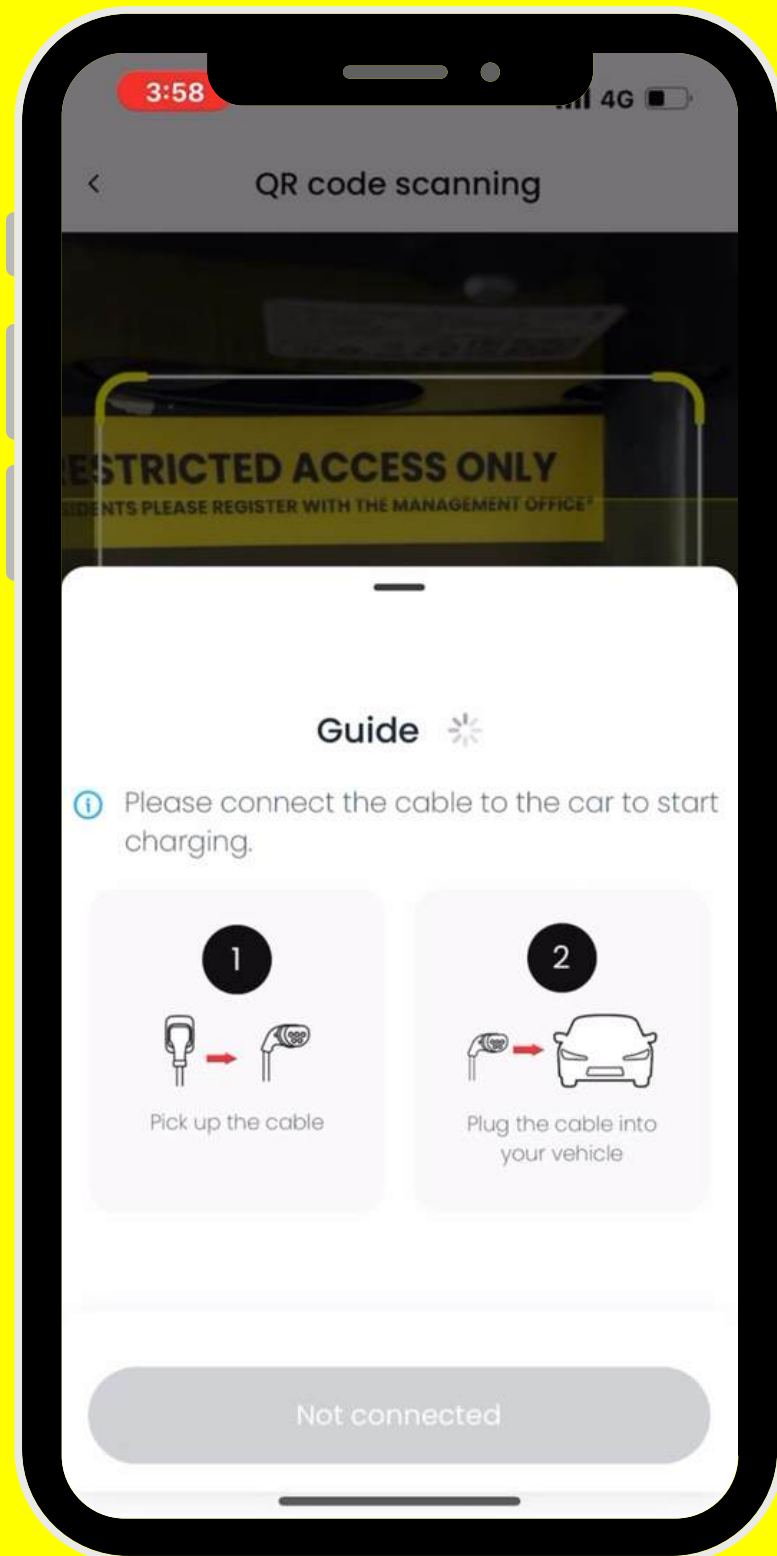 3:58
4G
QR code scanning
ESTRICTED ACCESS ONLY
SIDENTS PLEASE REGISTER WITH THE MANAGEMENT OFFICE*
Guide
Please connect the cable to the car to start
charging.
1
2
Pick up the cable
Plug the cable into
your vehicle
Not connected